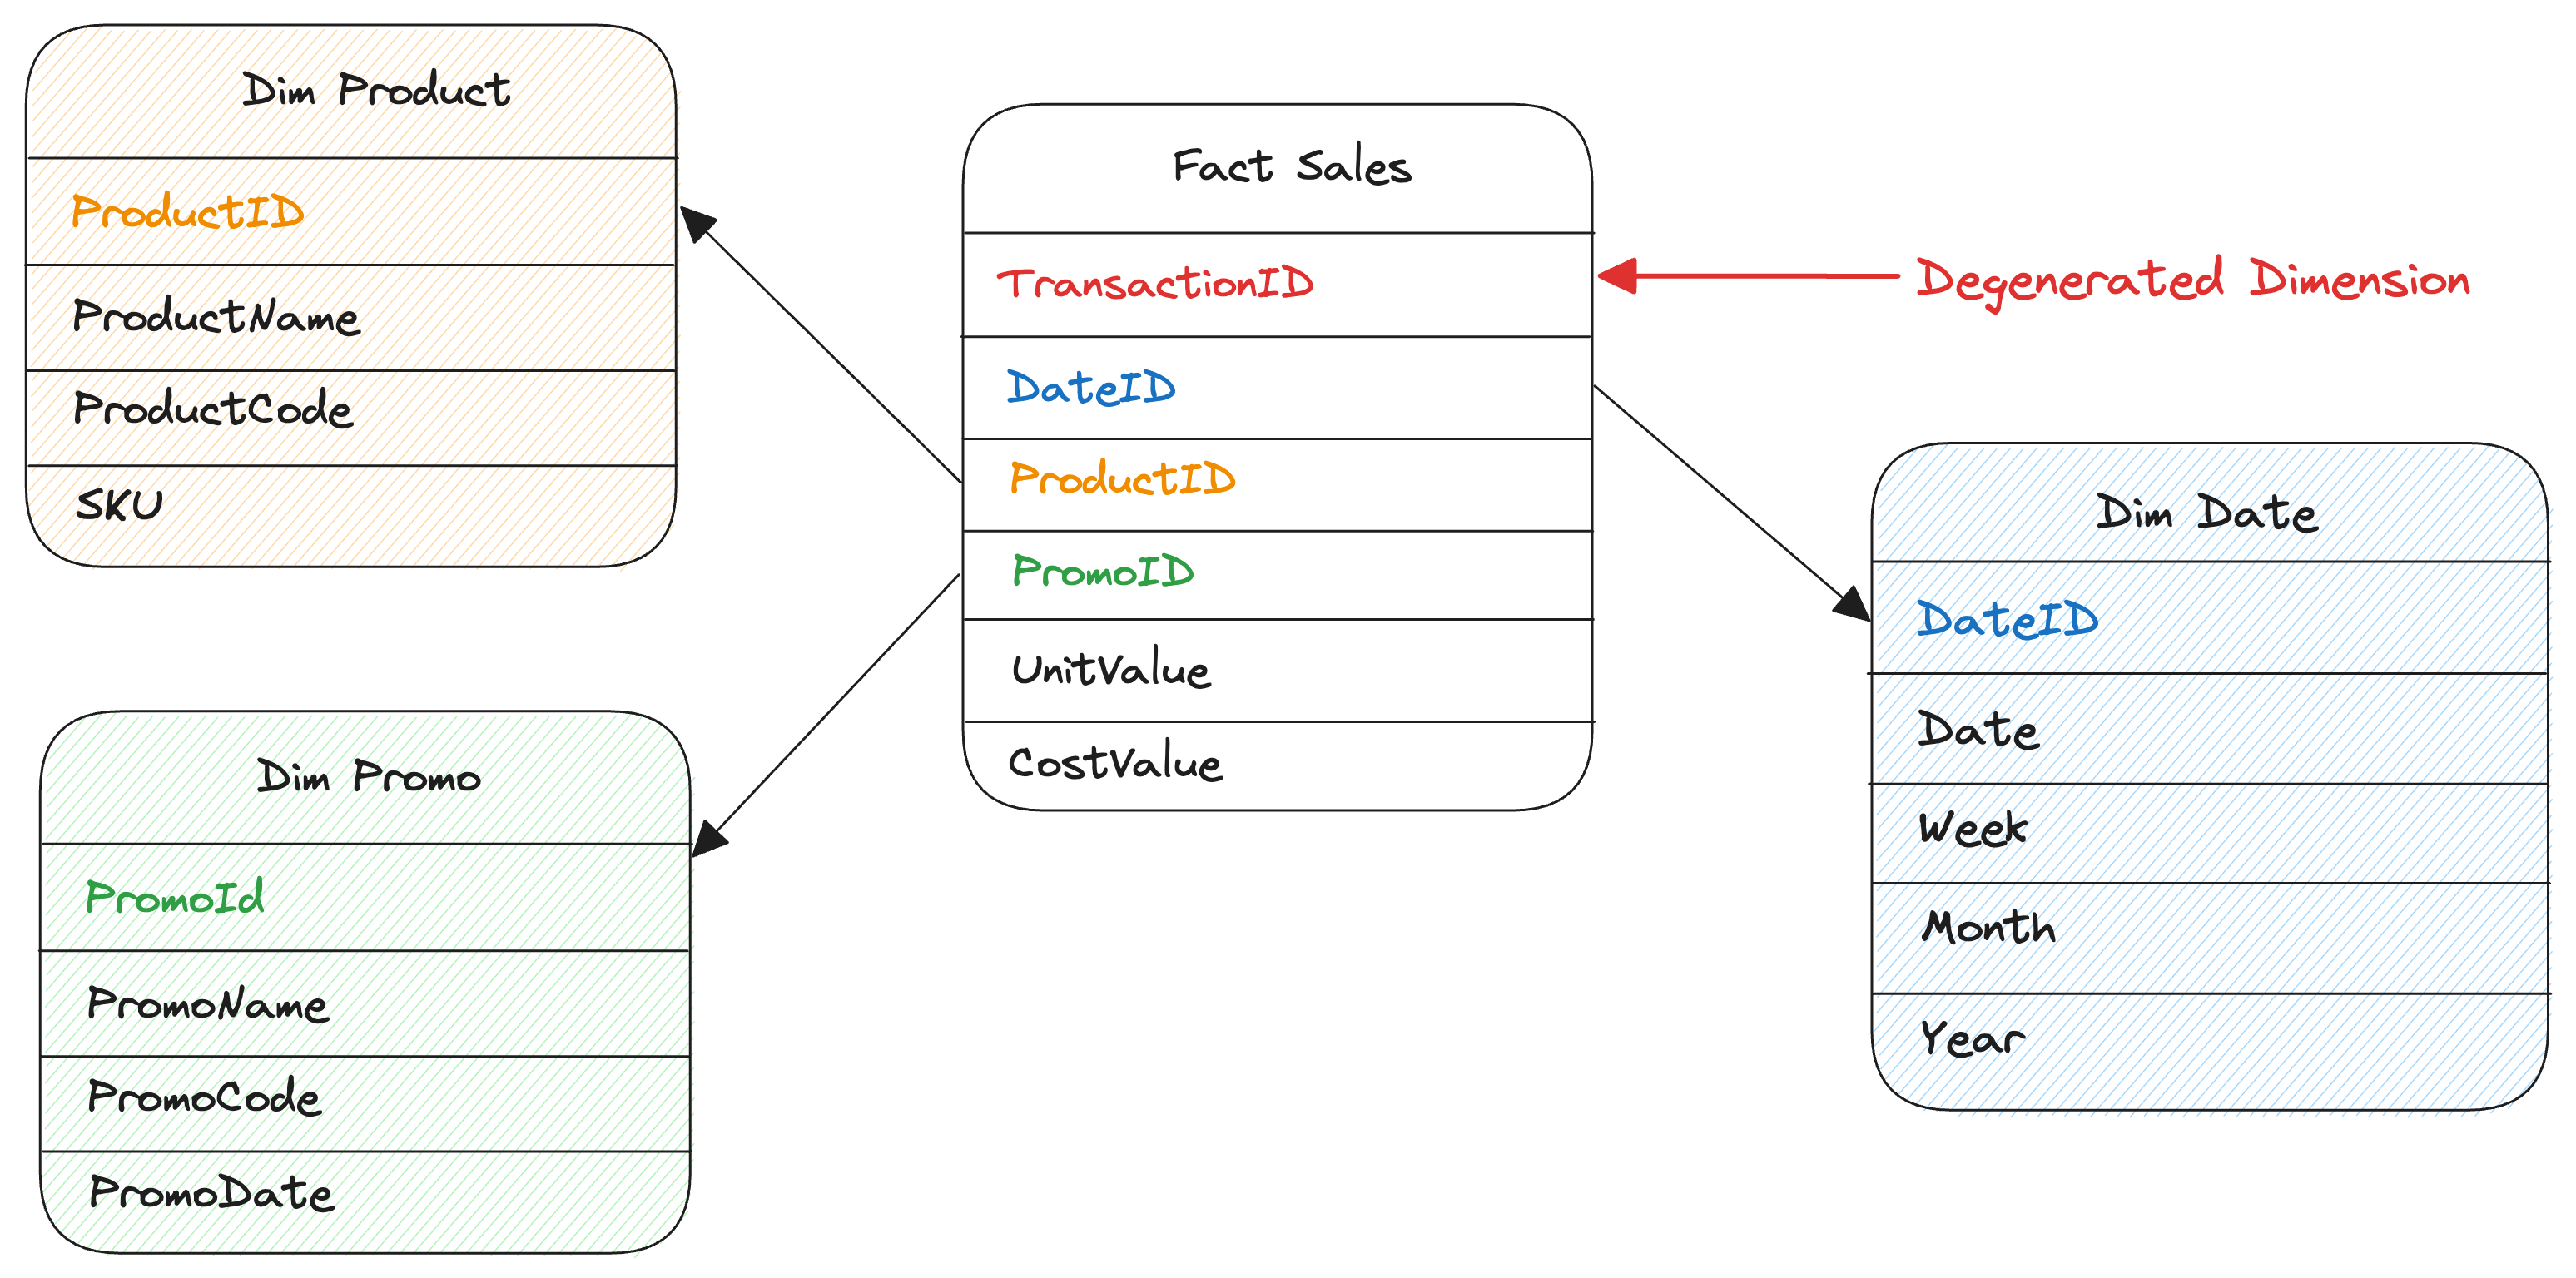 Dim Product
ProductID
ProductName
ProductCode
SKU
Fact Sales
TransactionID
DateID
ProductID
PromoID
UnitValue
CostValue
Degenerated Dimension
Dim Date
DateID
Date
Week
Month
Year
Dim Promo
PromoId
PromoName
PromoCode
PromoDate